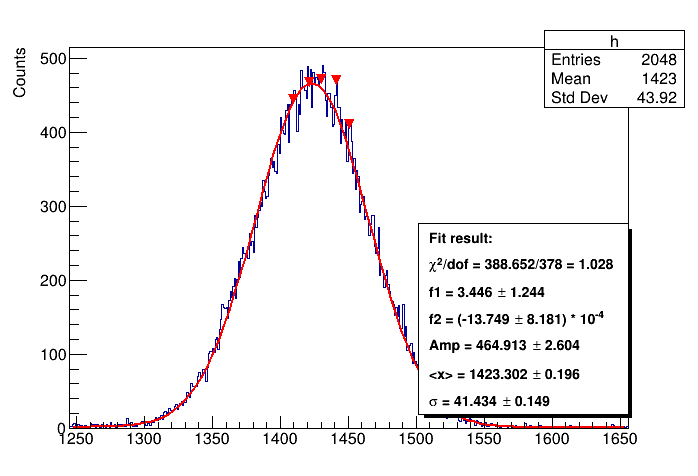 h
Entries 2048
Mean 1423
Std Dev 43.92
Counts
500
400
300
200
100
0
Fit result:
χ²/dof = 388.652/378 = 1.028
f1 = 3.446 ± 1.244
f2 = (-13.749 ± 8.181) * 10⁻⁴
Amp = 464.913 ± 2.604
<x> = 1423.302 ± 0.196
σ = 41.434 ± 0.149
1250 1300 1350 1400 1450 1500 1550 1600 1650